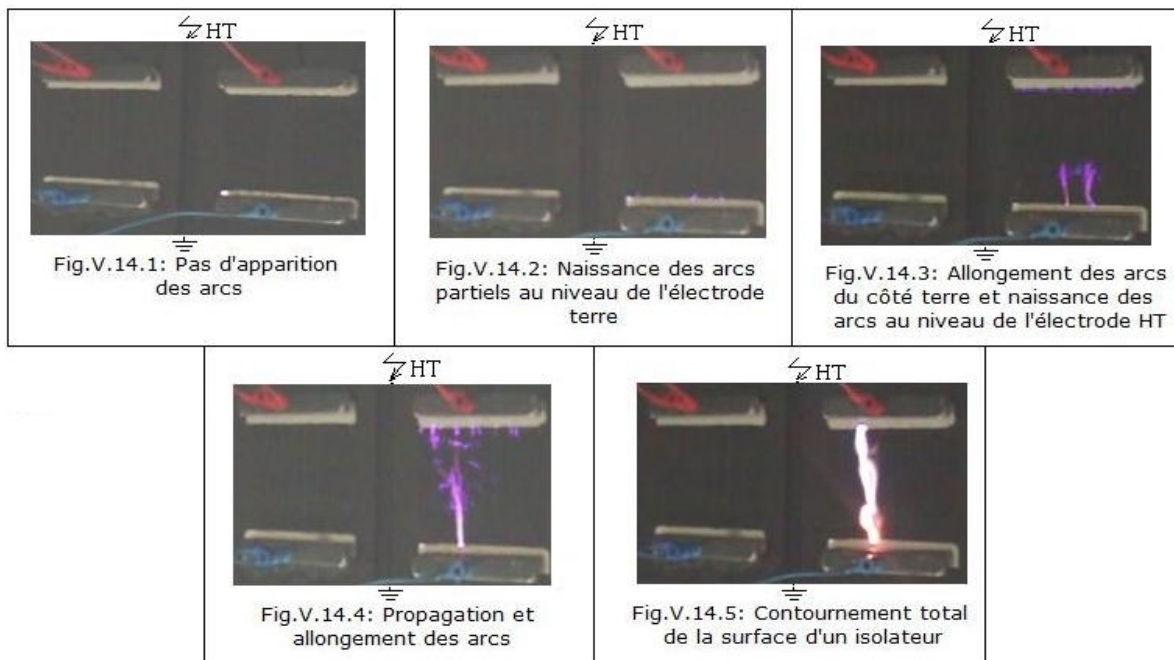 HT
Fig.V.14.1: Pas d'apparition
des arcs
HT
Fig.V.14.2: Naissance des arcs
partiels au niveau de l'électrode
terre
HT
Fig.V.14.3: Allongement des arcs
du côté terre et naissance des
arcs au niveau de l'électrode HT
HT
Fig.V.14.4: Propagation et
allongement des arcs
HT
Fig.V.14.5: Contournement total
de la surface d'un isolateur